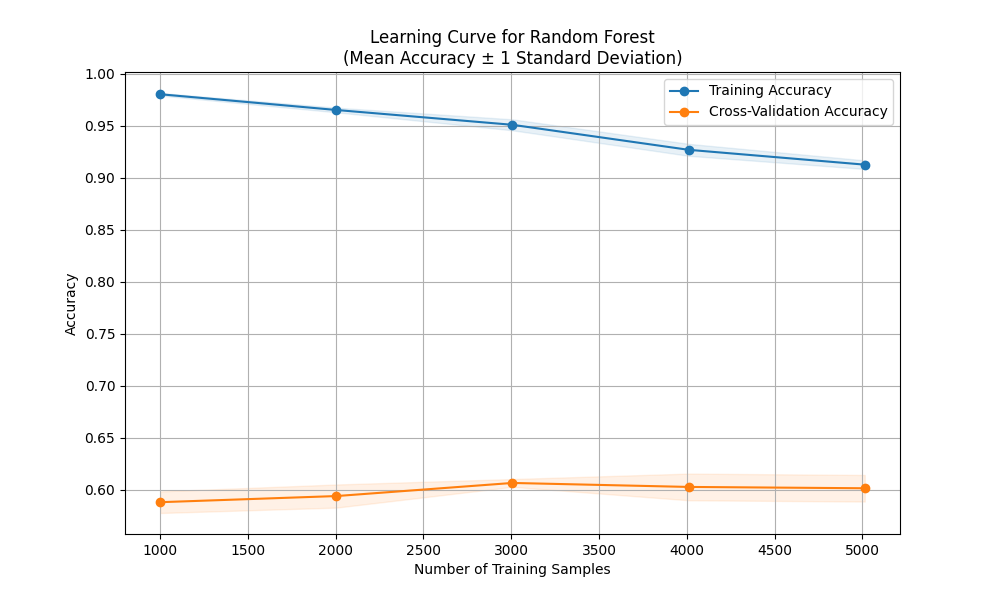 Learning Curve for Random Forest
(Mean Accuracy ± 1 Standard Deviation)
Training Accuracy
Cross-Validation Accuracy
Accuracy
1.00
0.95
0.90
0.85
0.80
0.75
0.70
0.65
0.60
1000 1500 2000 2500 3000 3500 4000 4500 5000
Number of Training Samples